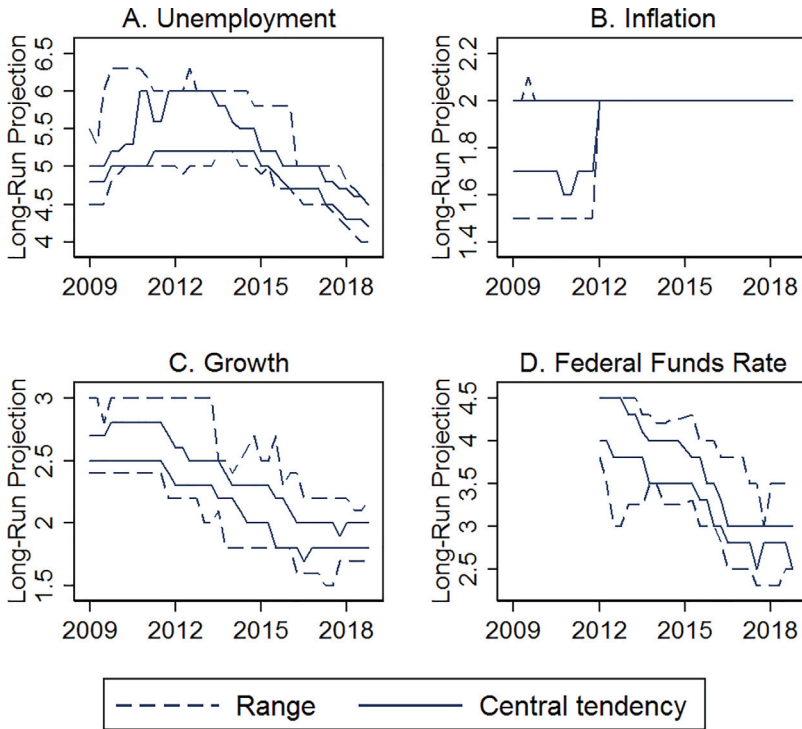 A. Unemployment
Long-Run Projection
6.5
6
5.5
5
4.5
4
2009 2012 2015 2018
B. Inflation
Long-Run Projection
2.2
2
1.8
1.6
1.4
2009 2012 2015 2018
C. Growth
Long-Run Projection
3
2.5
2
1.5
2009 2012 2015 2018
D. Federal Funds Rate
Long-Run Projection
4.5
4
3.5
3
2.5
2009 2012 2015 2018
Range Central tendency